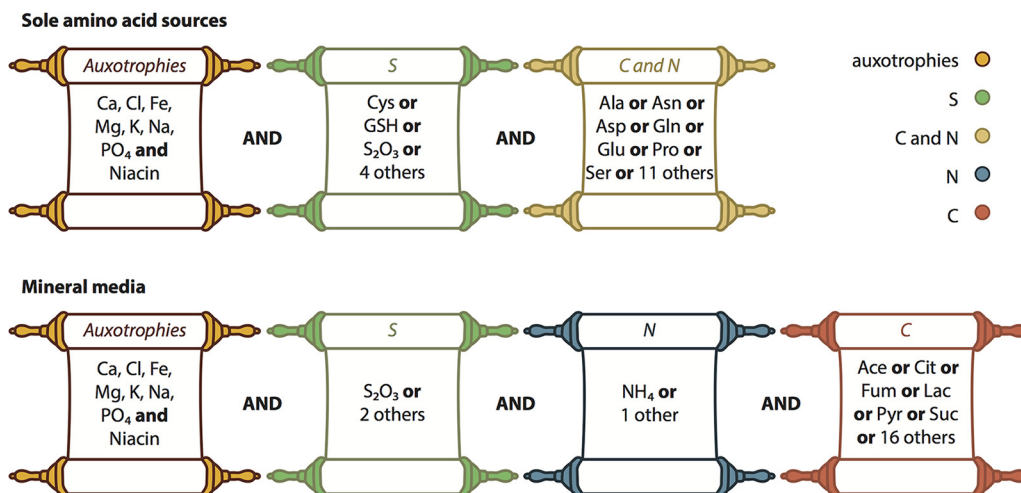 Sole amino acid sources
Auxotrophies
Ca, Cl, Fe,
Mg, K, Na,
PO₄ and
Niacin
AND
S
Cys or
GSH or
S₂O₃ or
4 others
AND
C and N
Ala or Asn or
Asp or Gln or
Glu or Pro or
Ser or 11 others
auxotrophies
S
C and N
N
C
Mineral media
Auxotrophies
Ca, Cl, Fe,
Mg, K, Na,
PO₄ and
Niacin
AND
S
S₂O₃ or
2 others
AND
N
NH₄ or
1 other
AND
C
Ace or Cit or
Fum or Lac
or Pyr or Suc
or 16 others